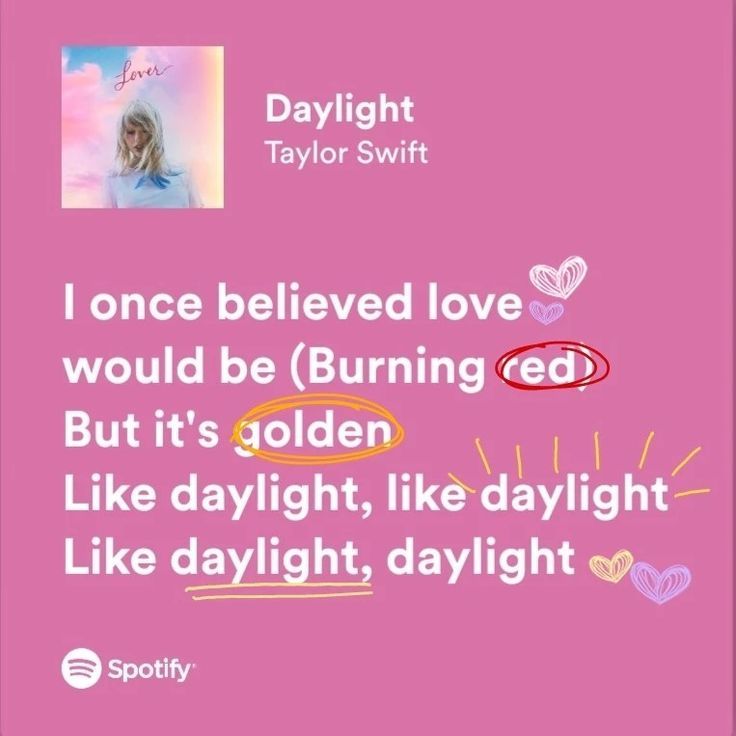 Lover
Daylight
Taylor Swift
I once believed love
would be (Burning red)
But it's golden
Like daylight, like daylight
Like daylight, daylight
Spotify